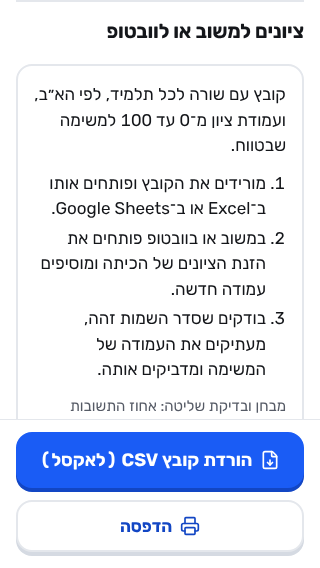 ציונים למשוב או לוובטופ
קובץ עם שורה לכל תלמיד, לפי הא״ב,
ועמודת ציון מ־0 עד 100 למשימה
שבטווח.
1. מורידים את הקובץ ופותחים אותו
ב־Excel או ב־Google Sheets.
2. במשוב או בוובטופ פותחים את
הזנת הציונים של הכיתה ומוסיפים
עמודה חדשה.
3. בודקים שסדר השמות זהה,
מעתיקים את העמודה של
המשימה ומדביקים אותה.
מבחן ובדיקת שליטה: אחוז התשובות
הורדת קובץ CSV (לאקסל)
הדפסה